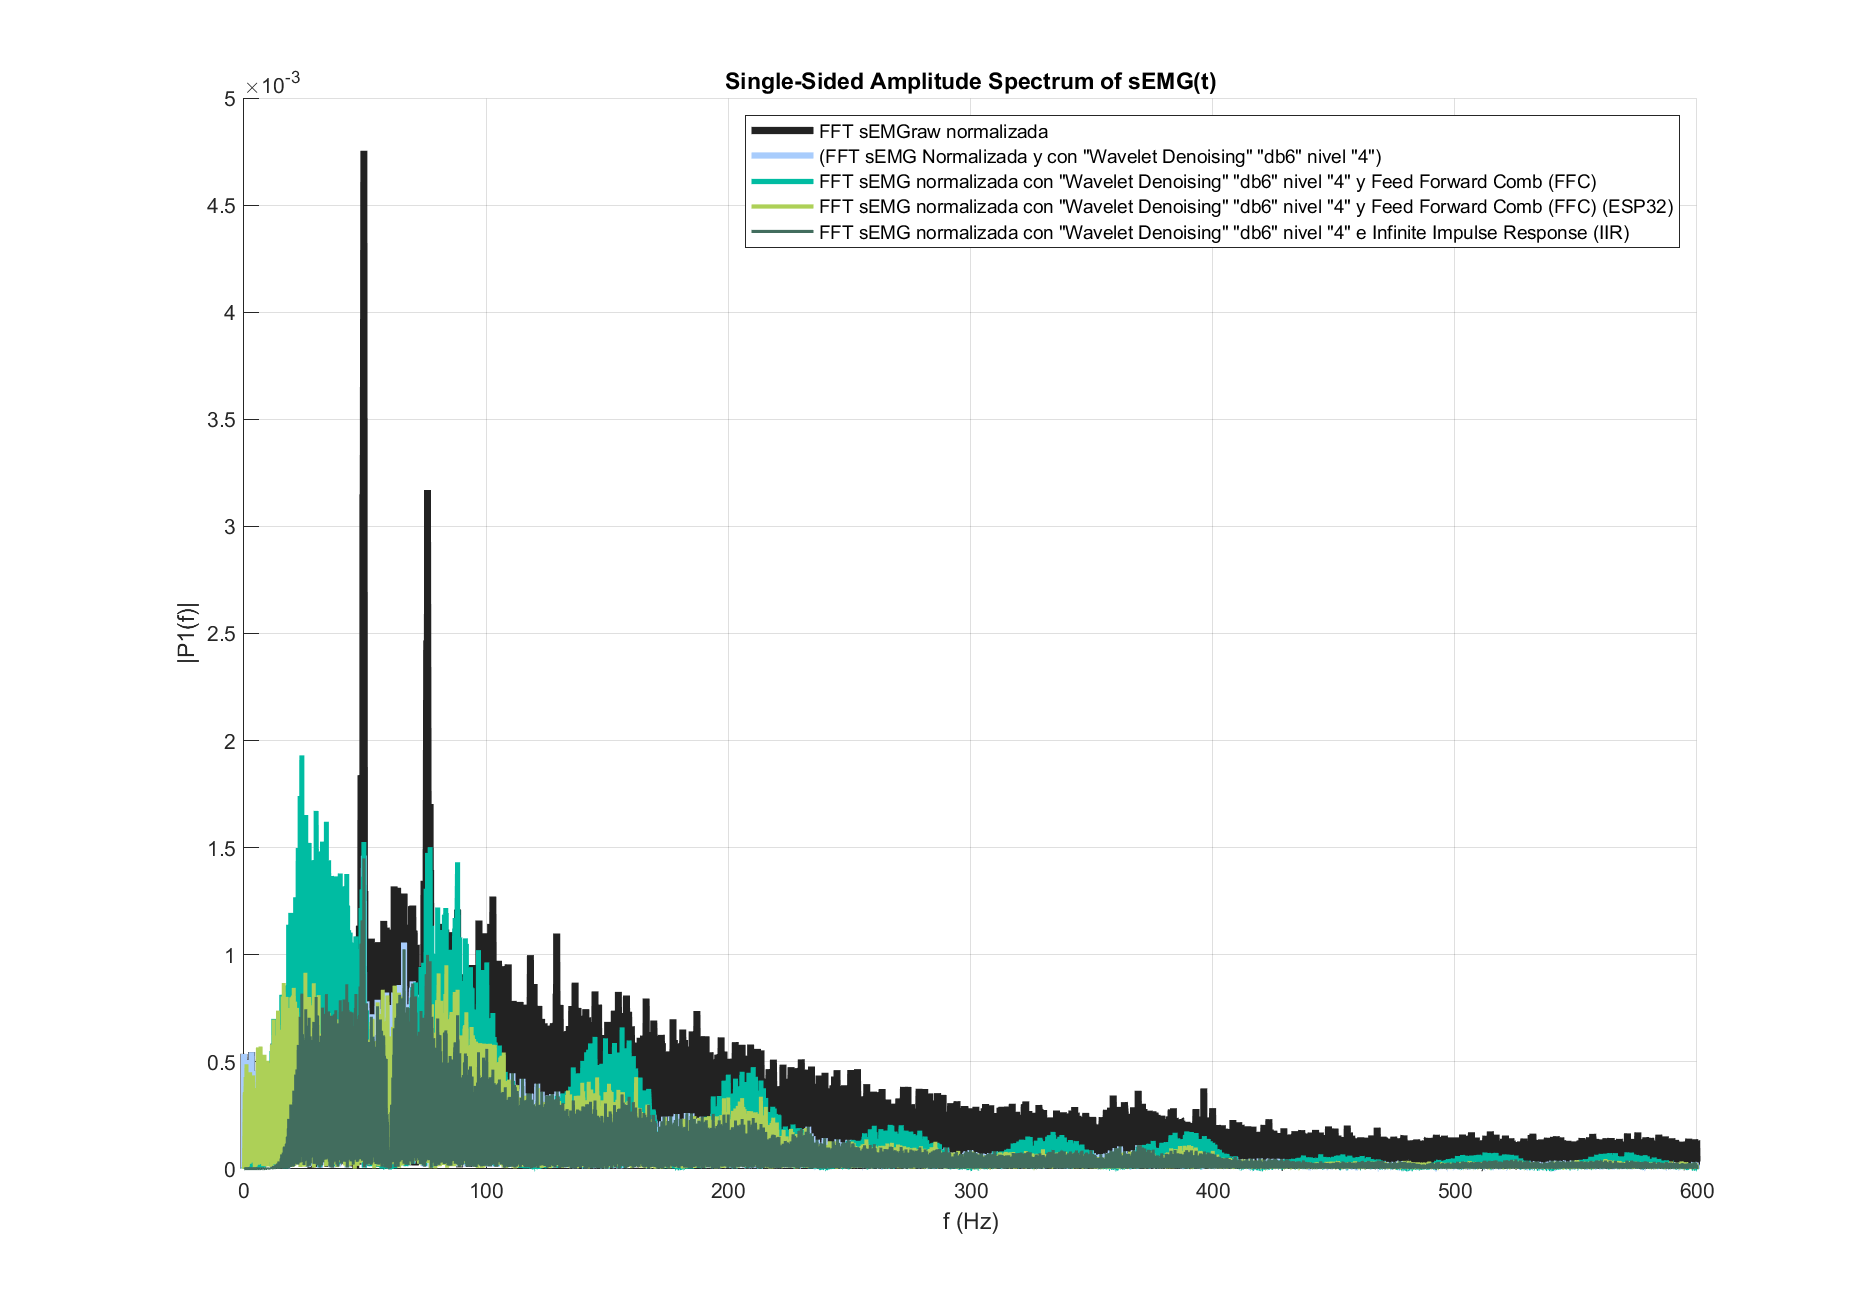 Single-Sided Amplitude Spectrum of sEMG(t)
×10-3
FFT sEMGraw normalizada
(FFT sEMG Normalizada y con "Wavelet Denoising" "db6" nivel "4")
FFT sEMG normalizada con "Wavelet Denoising" "db6" nivel "4" y Feed Forward Comb (FFC)
FFT sEMG normalizada con "Wavelet Denoising" "db6" nivel "4" y Feed Forward Comb (FFC) (ESP32)
FFT sEMG normalizada con "Wavelet Denoising" "db6" nivel "4" e Infinite Impulse Response (IIR)
5
4.5
4
3.5
3
2.5
2
1.5
1
0.5
0
|P1(f)|
0 100 200 300 400 500 600
f (Hz)